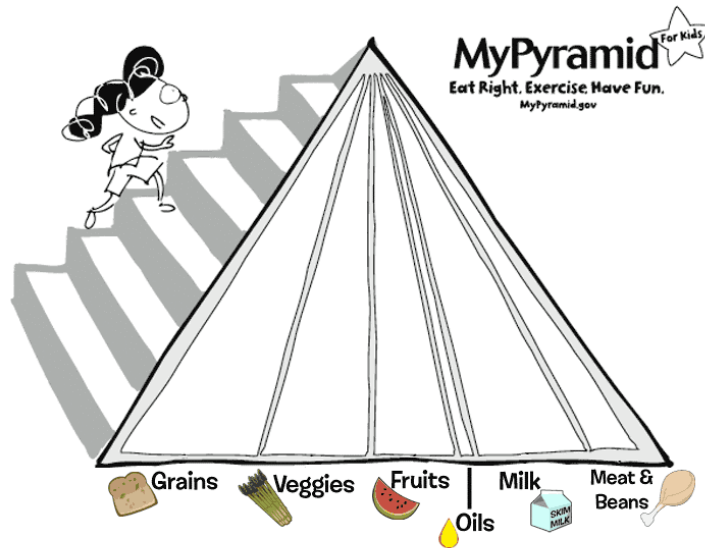 MyPyramid
For Kids
Eat Right. Exercise. Have Fun.
MyPyramid.gov
Grains
Veggies
Fruits
Oils
Milk
SKIM
MILK
Meat &
Beans